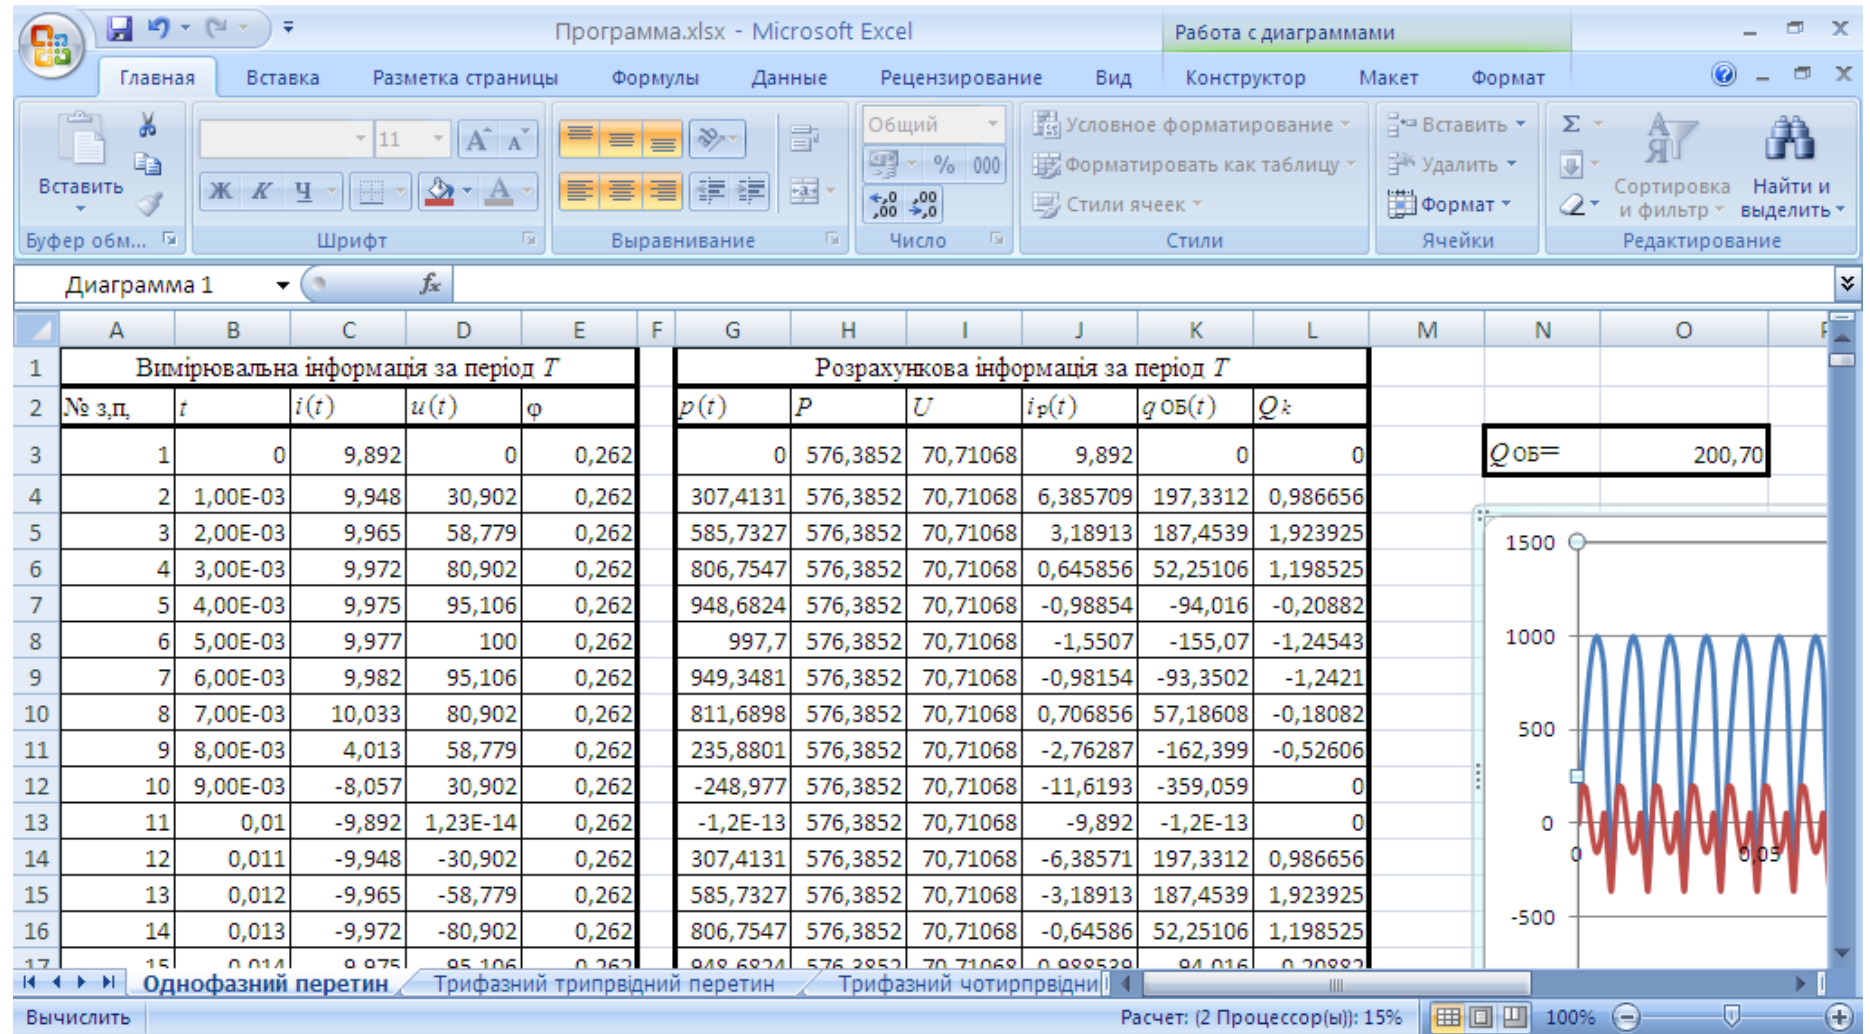 Программа.xlsx - Microsoft Excel
Работа с диаграммами
Главная Вставка Разметка страницы Формулы Данные Рецензирование Вид Конструктор Макет Формат
11 Общий Условное форматирование Вставить Σ
% 000 Форматировать как таблицу Удалить
Вставить Ж К Ч Стили ячеек Формат Сортировка и фильтр Найти и выделить
Буфер обм... Шрифт Выравнивание Число Стили Ячейки Редактирование
Диаграмма 1 fx
A B C D E F G H I J K L M N O
1 Вимірювальна інформація за період T Розрахункова інформація за період T
2 № з,п, t i(t) u(t) φ p(t) P U iр(t) q ОБ(t) Qk
3 1 0 9,892 0 0,262 0 576,3852 70,71068 9,892 0 0 Q ОБ= 200,70
4 2 1,00E-03 9,948 30,902 0,262 307,4131 576,3852 70,71068 6,385709 197,3312 0,986656
5 3 2,00E-03 9,965 58,779 0,262 585,7327 576,3852 70,71068 3,18913 187,4539 1,923925
6 4 3,00E-03 9,972 80,902 0,262 806,7547 576,3852 70,71068 0,645856 52,25106 1,198525
7 5 4,00E-03 9,975 95,106 0,262 948,6824 576,3852 70,71068 -0,98854 -94,016 -0,20882
8 6 5,00E-03 9,977 100 0,262 997,7 576,3852 70,71068 -1,5507 -155,07 -1,24543
9 7 6,00E-03 9,982 95,106 0,262 949,3481 576,3852 70,71068 -0,98154 -93,3502 -1,2421
10 8 7,00E-03 10,033 80,902 0,262 811,6898 576,3852 70,71068 0,706856 57,18608 -0,18082
11 9 8,00E-03 4,013 58,779 0,262 235,8801 576,3852 70,71068 -2,76287 -162,399 -0,52606
12 10 9,00E-03 -8,057 30,902 0,262 -248,977 576,3852 70,71068 -11,6193 -359,059 0
13 11 0,01 -9,892 1,23E-14 0,262 -1,2E-13 576,3852 70,71068 -9,892 -1,2E-13 0
14 12 0,011 -9,948 -30,902 0,262 307,4131 576,3852 70,71068 -6,38571 197,3312 0,986656
15 13 0,012 -9,965 -58,779 0,262 585,7327 576,3852 70,71068 -3,18913 187,4539 1,923925
16 14 0,013 -9,972 -80,902 0,262 806,7547 576,3852 70,71068 -0,64586 52,25106 1,198525
1500
1000
500
0
0 0,05
-500
Однофазний перетин Трифазний трипрвідний перетин Трифазний чотирпрвідни
Вычислить Расчет: (2 Процессор(ы)): 15% 100%